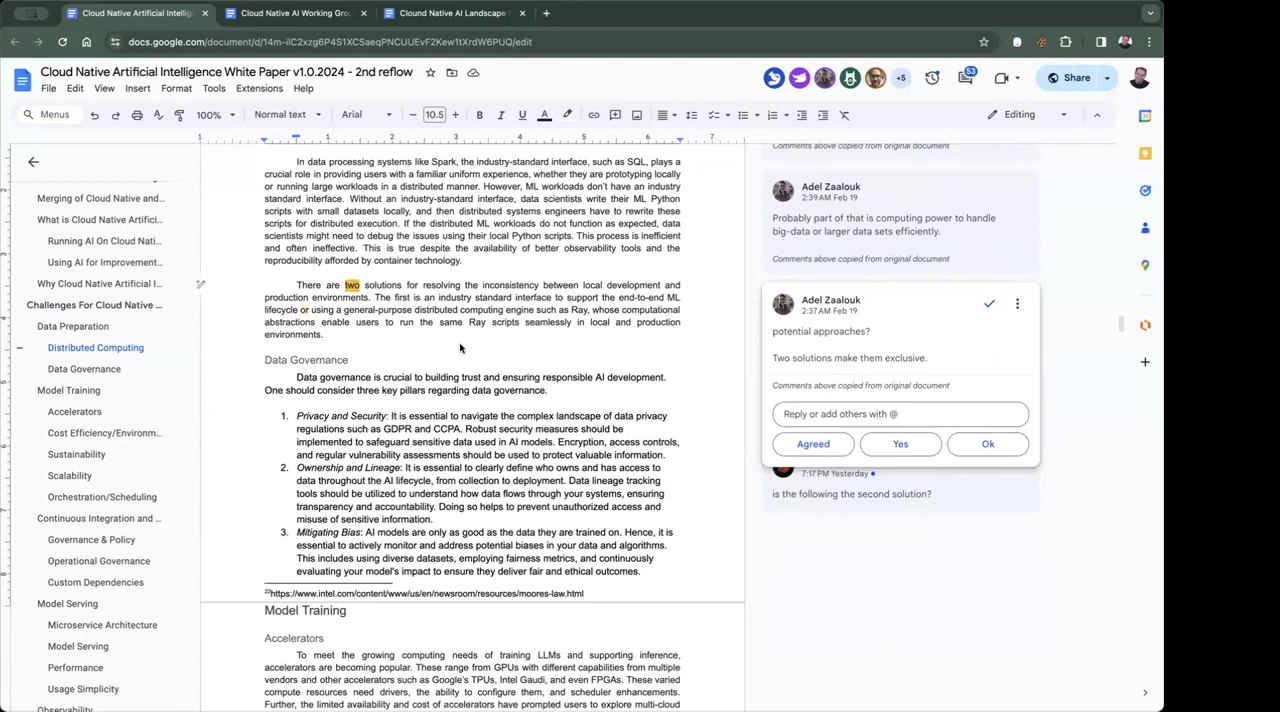 Cloud Native Artificial Intellig
Cloud Native AI Working Gro
Clound Native AI Landscape
docs.google.com/document/d/14m-ilC2xzg6P4S1XCSaeqPNCUUEvF2Kew1tXrdW6PUQ/edit
Cloud Native Artificial Intelligence White Paper v1.0.2024 - 2nd reflow
+5
53
Share
File Edit View Insert Format Tools Extensions Help
Menus
100%
Normal text
Arial
10.5
B I U A
Editing
1 1 2 3 4 5 6 7
Merging of Cloud Native and...
What is Cloud Native Artifici...
Running AI On Cloud Nati...
Using AI for Improvement...
Why Cloud Native Artificial I...
Challenges For Cloud Native ...
Data Preparation
Distributed Computing
Data Governance
Model Training
Accelerators
Cost Efficiency/Environm...
Sustainability
Scalability
Orchestration/Scheduling
Continuous Integration and ...
Governance & Policy
Operational Governance
Custom Dependencies
Model Serving
Microservice Architecture
Model Serving
Performance
Usage Simplicity
Observability
In data processing systems like Spark, the industry-standard interface, such as SQL, plays a
crucial role in providing users with a familiar uniform experience, whether they are prototyping locally
or running large workloads in a distributed manner. However, ML workloads don't have an industry
standard interface. Without an industry-standard interface, data scientists write their ML Python
scripts with small datasets locally, and then distributed systems engineers have to rewrite these
scripts for distributed execution. If the distributed ML workloads do not function as expected, data
scientists might need to debug the issues using their local Python scripts. This process is inefficient
and often ineffective. This is true despite the availability of better observability tools and the
reproducibility afforded by container technology.
There are two solutions for resolving the inconsistency between local development and
production environments. The first is an industry standard interface to support the end-to-end ML
lifecycle or using a general-purpose distributed computing engine such as Ray, whose computational
abstractions enable users to run the same Ray scripts seamlessly in local and production
environments.
Data Governance
Data governance is crucial to building trust and ensuring responsible AI development.
One should consider three key pillars regarding data governance.
1. Privacy and Security: It is essential to navigate the complex landscape of data privacy
regulations such as GDPR and CCPA. Robust security measures should be
implemented to safeguard sensitive data used in AI models. Encryption, access controls,
and regular vulnerability assessments should be used to protect valuable information.
2. Ownership and Lineage: It is essential to clearly define who owns and has access to
data throughout the AI lifecycle, from collection to deployment. Data lineage tracking
tools should be utilized to understand how data flows through your systems, ensuring
transparency and accountability. Doing so helps to prevent unauthorized access and
misuse of sensitive information.
3. Mitigating Bias: AI models are only as good as the data they are trained on. Hence, it is
essential to actively monitor and address potential biases in your data and algorithms.
This includes using diverse datasets, employing fairness metrics, and continuously
evaluating your model's impact to ensure they deliver fair and ethical outcomes.
22https://www.intel.com/content/www/us/en/newsroom/resources/moores-law.html
Model Training
Accelerators
To meet the growing computing needs of training LLMs and supporting inference,
accelerators are becoming popular. These range from GPUs with different capabilities from multiple
vendors and other accelerators such as Google's TPUs, Intel Gaudi, and even FPGAs. These varied
compute resources need drivers, the ability to configure them, and scheduler enhancements.
Further, the limited availability and cost of accelerators have prompted users to explore multi-cloud
Comments above copied from original document
Adel Zaalouk
2:39 AM Feb 19
Probably part of that is computing power to handle
big-data or larger data sets efficiently.
Comments above copied from original document
Adel Zaalouk
2:37 AM Feb 19
potential approaches?
Two solutions make them exclusive.
Comments above copied from original document
Reply or add others with @
Agreed
Yes
Ok
7:17 PM Yesterday
is the following the second solution?